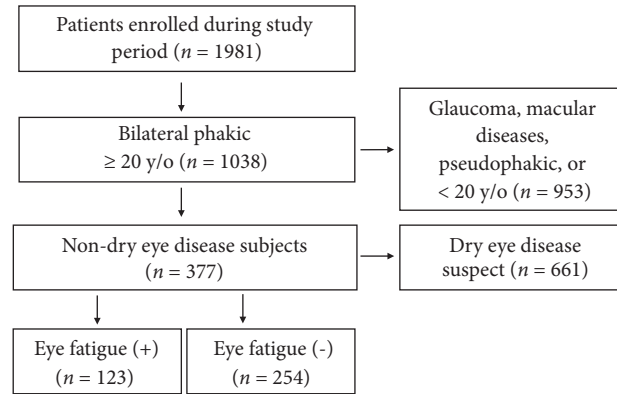 Patients enrolled during study
period (n = 1981)
Bilateral phakic
≥ 20 y/o (n = 1038)
Glaucoma, macular
diseases,
pseudophakic, or
< 20 y/o (n = 953)
Non-dry eye disease subjects
(n = 377)
Dry eye disease
suspect (n = 661)
Eye fatigue (+)
(n = 123)
Eye fatigue (-)
(n = 254)